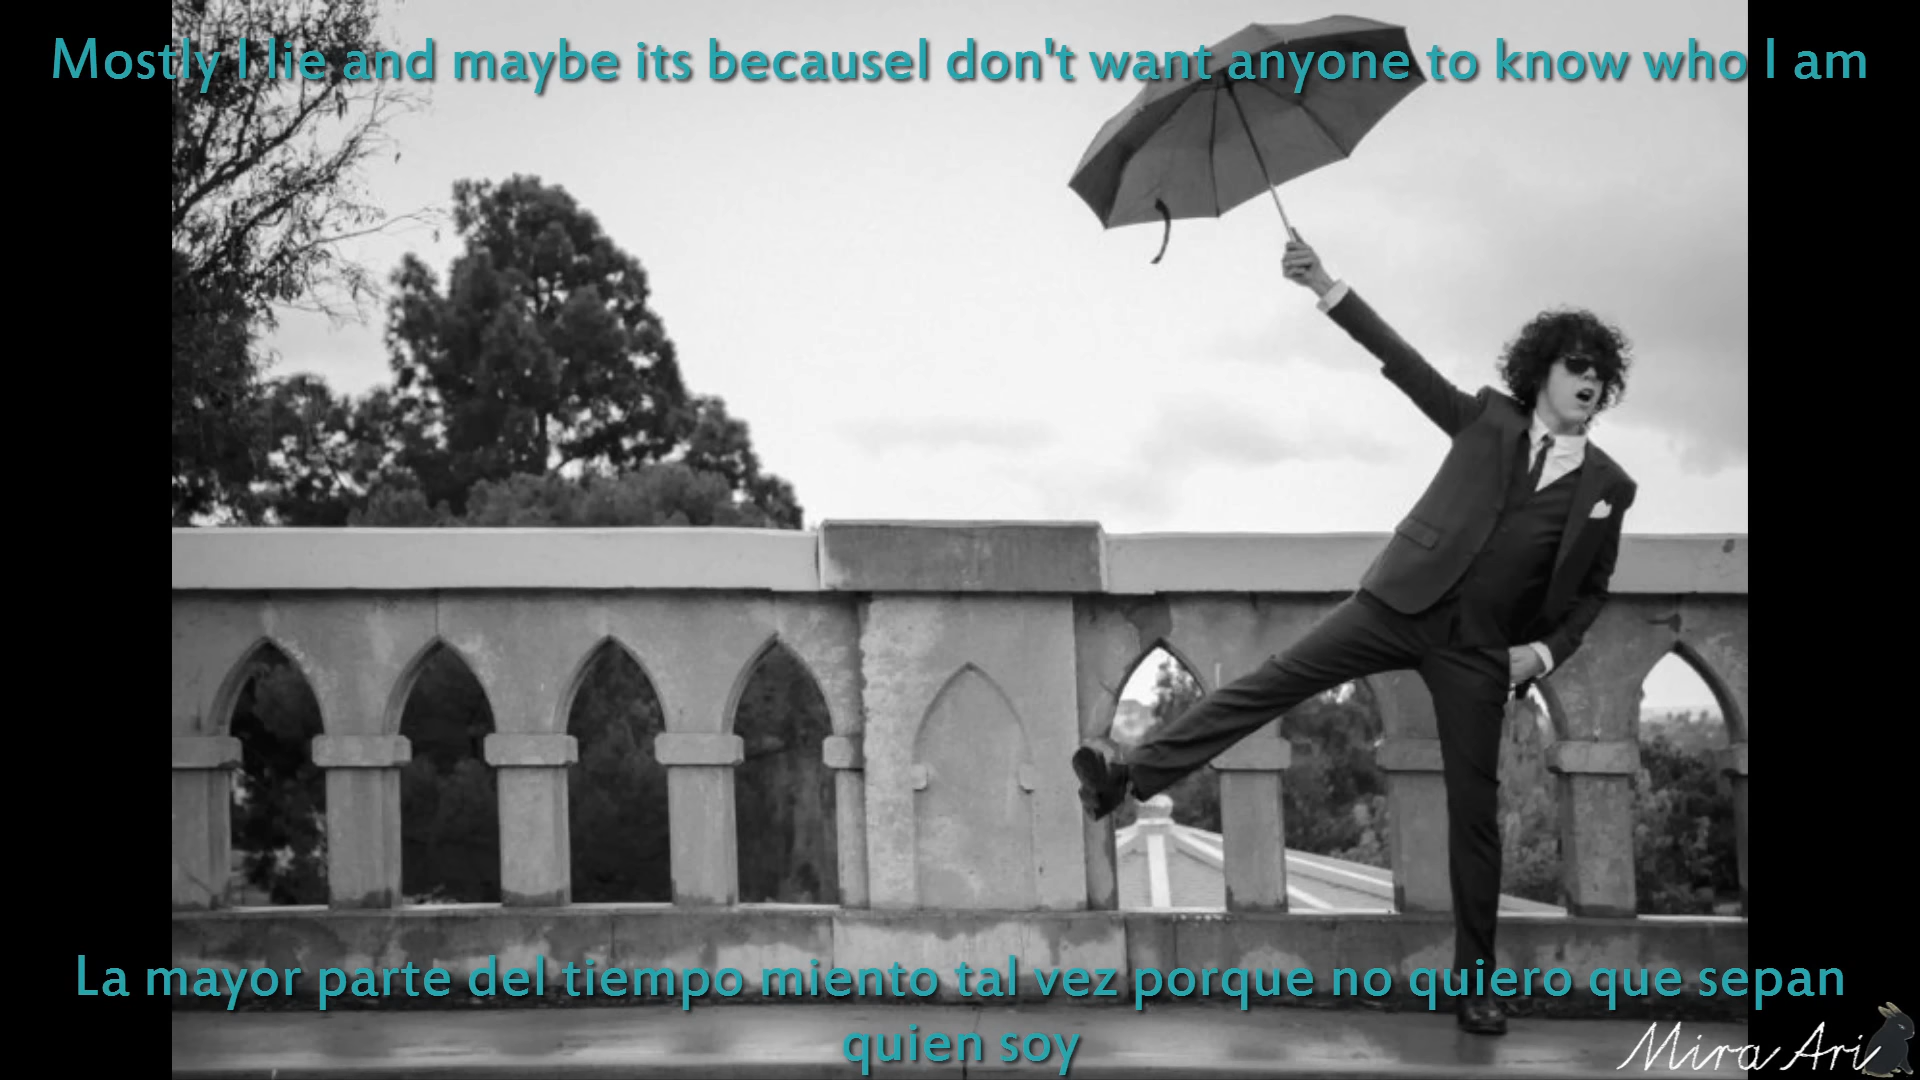 Mostly I lie and maybe its becauseI don't want anyone to know who I am
La mayor parte del tiempo miento tal vez porque no quiero que sepan
quien soy
Mira Ari